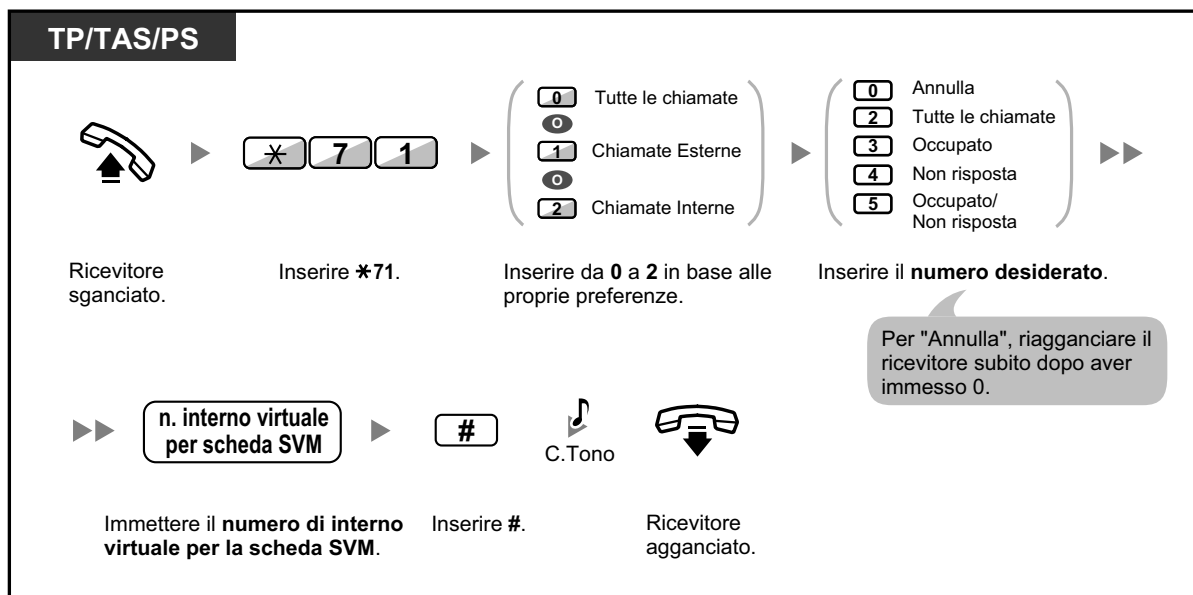 TP/TAS/PS
0 Tutte le chiamate
O
1 Chiamate Esterne
O
2 Chiamate Interne
0 Annulla
2 Tutte le chiamate
3 Occupato
4 Non risposta
5 Occupato/
Non risposta
* 7 1
Ricevitore
sganciato.
Inserire *71.
Inserire da 0 a 2 in base alle
proprie preferenze.
Inserire il numero desiderato.
Per "Annulla", riagganciare il
ricevitore subito dopo aver
immesso 0.
n. interno virtuale
per scheda SVM
#
C.Tono
Immettere il numero di interno
virtuale per la scheda SVM.
Inserire #.
Ricevitore
agganciato.